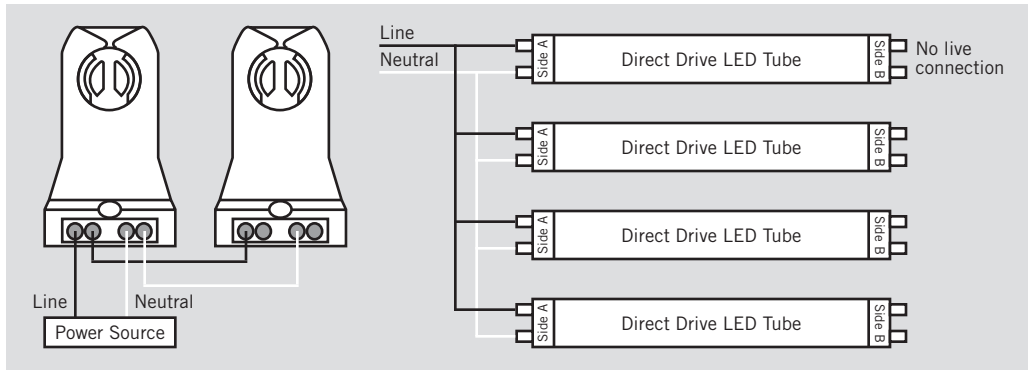 Line
Neutral
Power Source
Line
Neutral
Side A
Direct Drive LED Tube
Side B
No live
connection
Side A
Direct Drive LED Tube
Side B
Side A
Direct Drive LED Tube
Side B
Side A
Direct Drive LED Tube
Side B